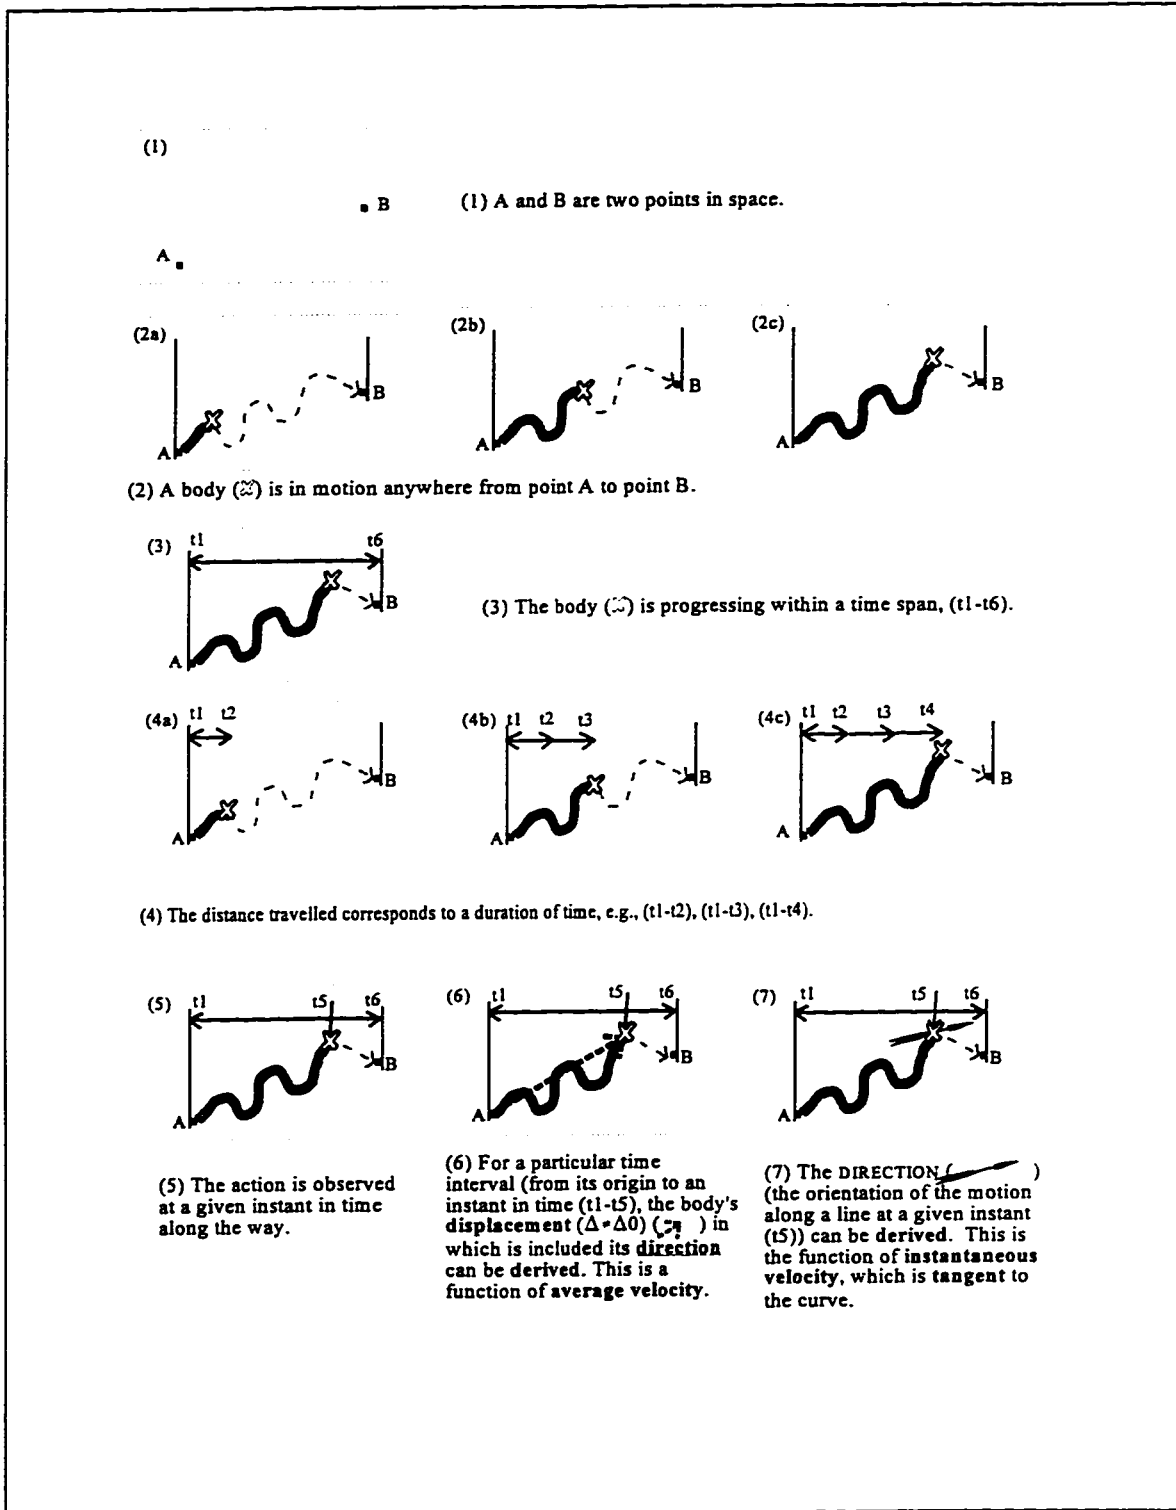 (1)
B
(1) A and B are two points in space.
A
(2a)
B
A
(2b)
B
A
(2c)
B
A
(2) A body ( ) is in motion anywhere from point A to point B.
(3) t1 t6
B
A
(3) The body ( ) is progressing within a time span, (t1-t6).
(4a) t1 t2
B
A
(4b) t1 t2 t3
B
A
(4c) t1 t2 t3 t4
B
A
(4) The distance travelled corresponds to a duration of time, e.g., (t1-t2), (t1-t3), (t1-t4).
(5) t1 t5 t6
B
A
(6) t1 t5 t6
B
A
(7) t1 t5 t6
B
A
(5) The action is observed
at a given instant in time
along the way.
(6) For a particular time
interval (from its origin to an
instant in time (t1-t5), the body's
displacement (Δ≠Δ0) ( ) in
which is included its direction
can be derived. This is a
function of average velocity.
(7) The DIRECTION ( )
(the orientation of the motion
along a line at a given instant
(t5)) can be derived. This is
the function of instantaneous
velocity, which is tangent to
the curve.